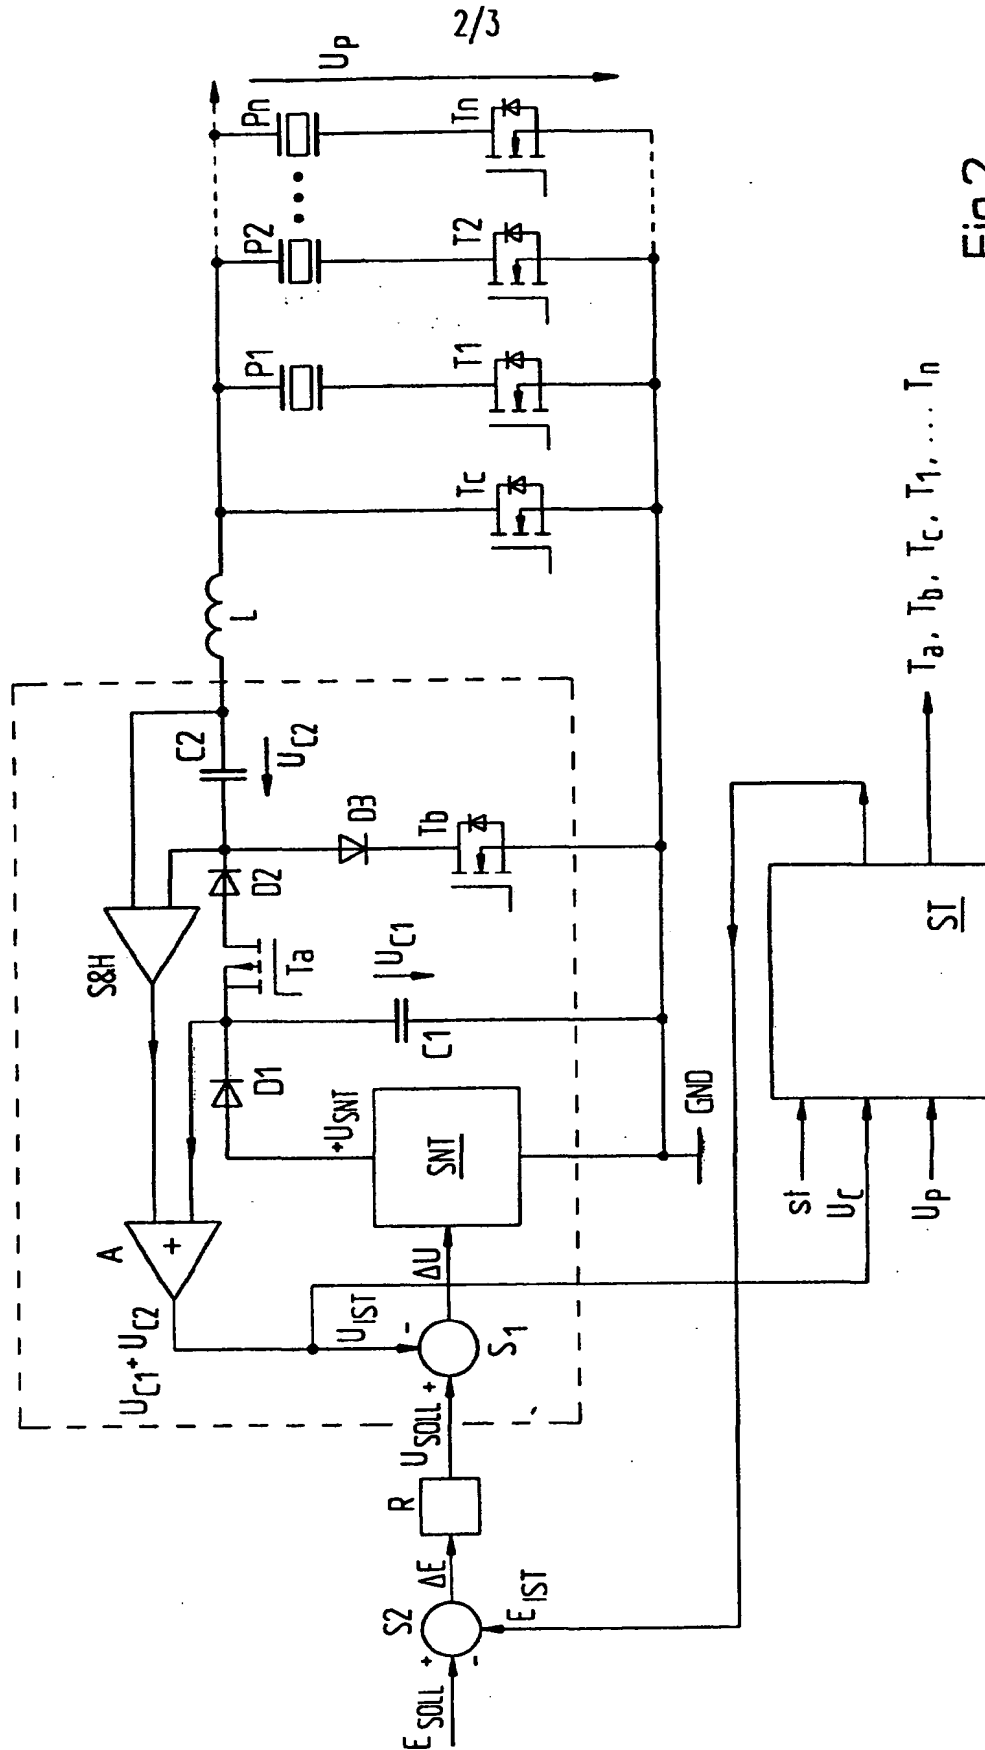 2/3
U_P
Pn
P2
P1
Tn
T2
T1
Tc
L
C2
U_C2
D3
Tb
D2
S&H
Ta
U_C1
C1
D1
+U_SNT
SNT
GND
A
+
U_C1 + U_C2
ΔU
U_IST
-
S1
+
U_SOLL
R
ΔE
S2
E_IST
+
-
E_SOLL
st
U_C
U_P
ST
Ta, Tb, Tc, T1, ... Tn
Fig.2